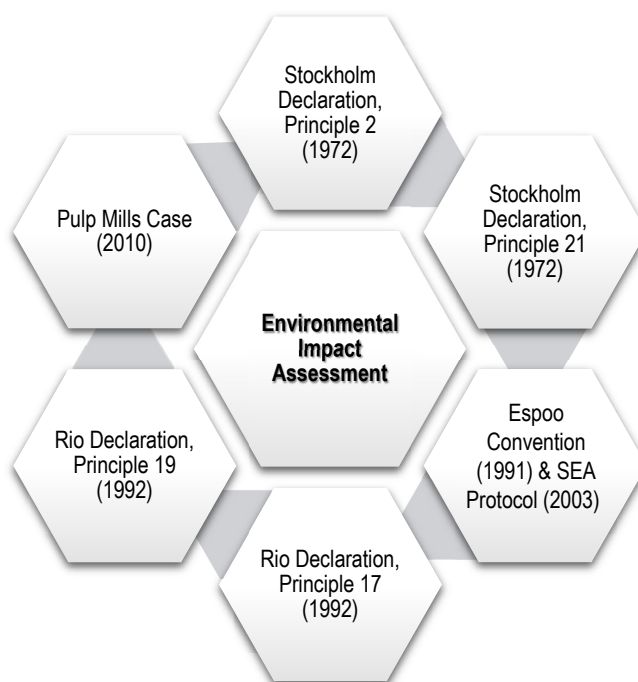 Stockholm
Declaration,
Principle 2
(1972)
Stockholm
Declaration,
Principle 21
(1972)
Espoo
Convention
(1991) & SEA
Protocol (2003)
Rio Declaration,
Principle 17
(1992)
Rio Declaration,
Principle 19
(1992)
Pulp Mills Case
(2010)
Environmental
Impact
Assessment